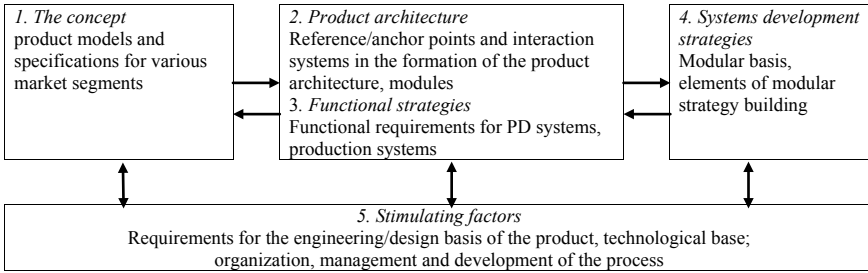 1. The concept
product models and
specifications for various
market segments
2. Product architecture
Reference/anchor points and interaction
systems in the formation of the product
architecture, modules
3. Functional strategies
Functional requirements for PD systems,
production systems
4. Systems development
strategies
Modular basis,
elements of modular
strategy building
5. Stimulating factors
Requirements for the engineering/design basis of the product, technological base;
organization, management and development of the process